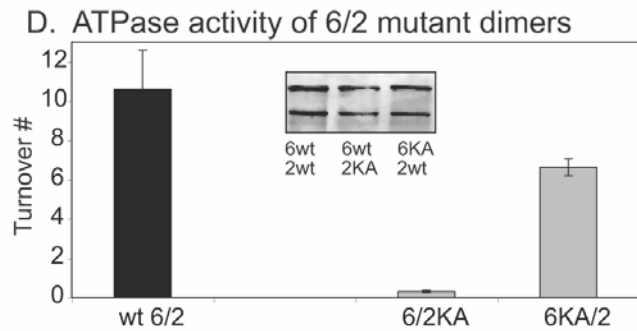 D. ATPase activity of 6/2 mutant dimers
12
10
8
6
4
2
0
Turnover #
6wt 6wt 6KA
2wt 2KA 2wt
wt 6/2 6/2KA 6KA/2